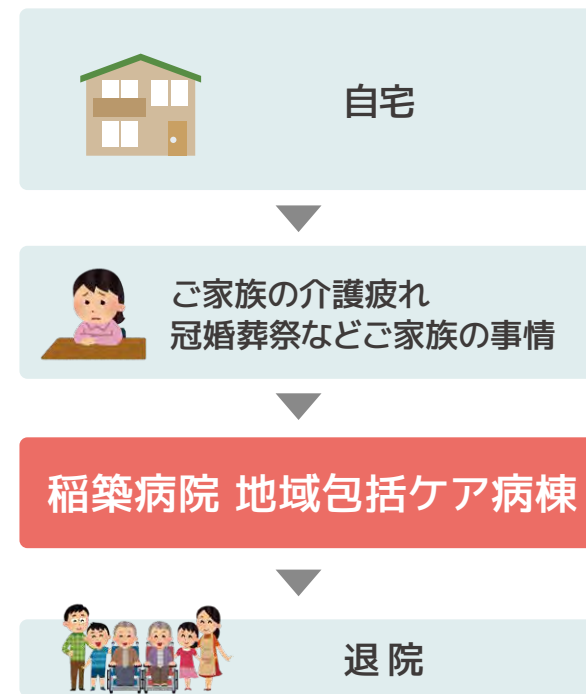 自宅
ご家族の介護疲れ
冠婚葬祭などご家族の事情
稲築病院 地域包括ケア病棟
退院